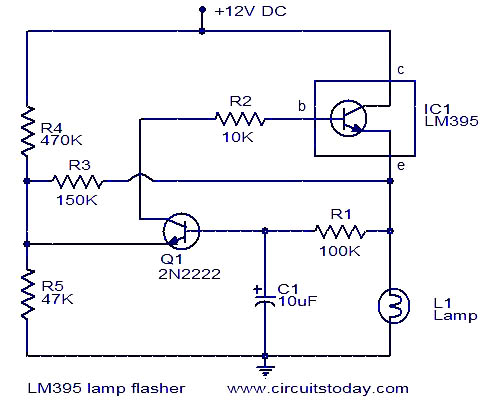 +12V DC
c
R2
b
IC1
LM395
10K
R4
470K
R3
e
150K
R1
Q1
2N2222
100K
R5
47K
+
C1
10uF
L1
Lamp
LM395 lamp flasher
www.circuitstoday.com